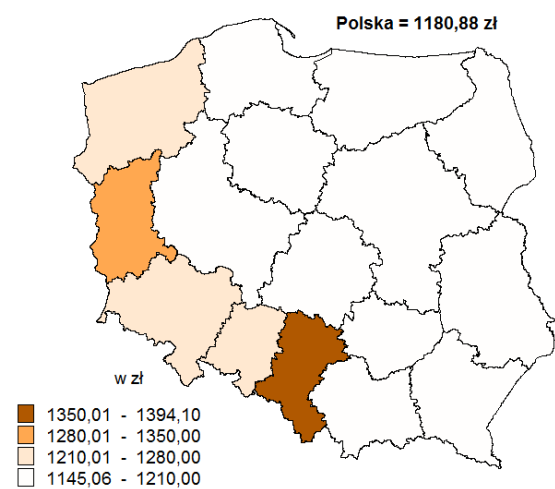 Polska = 1180,88 zł
w zł
1350,01 - 1394,10
1280,01 - 1350,00
1210,01 - 1280,00
1145,06 - 1210,00